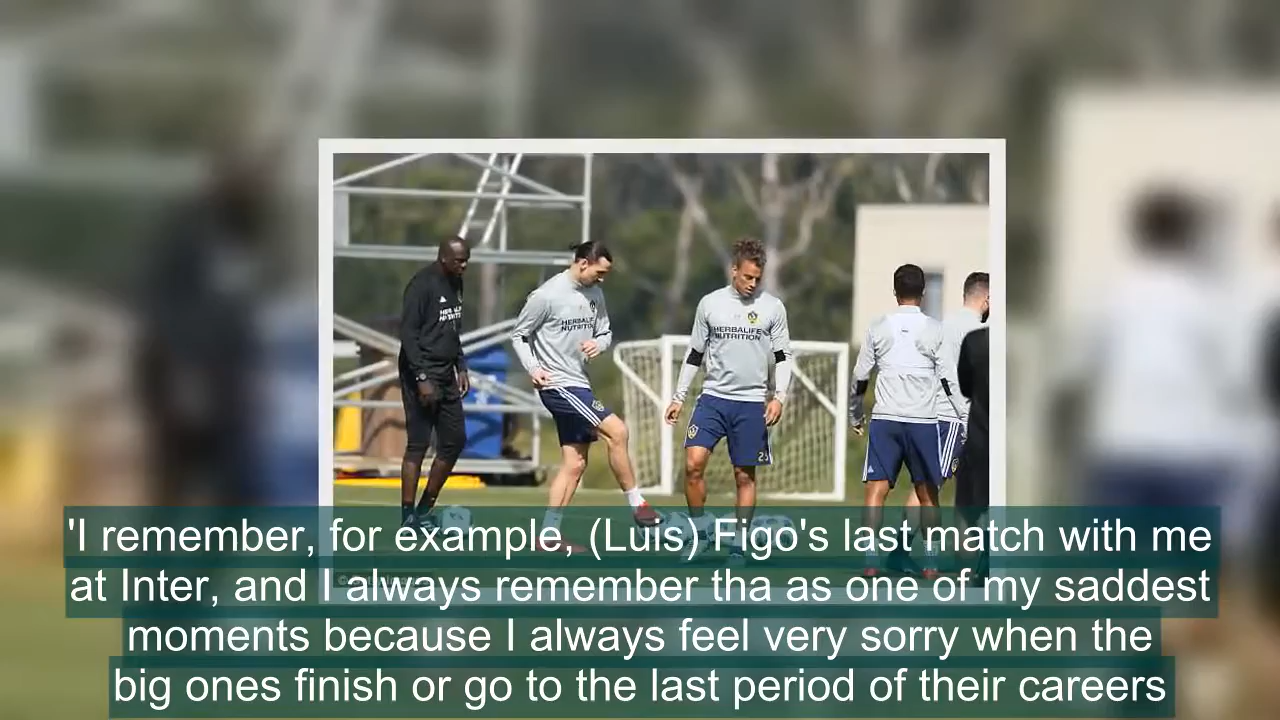 HERBALIFE
NUTRITION
HERBALIFE
NUTRITION
25
'I remember, for example, (Luis) Figo's last match with me
at Inter, and I always remember tha as one of my saddest
moments because I always feel very sorry when the
big ones finish or go to the last period of their careers